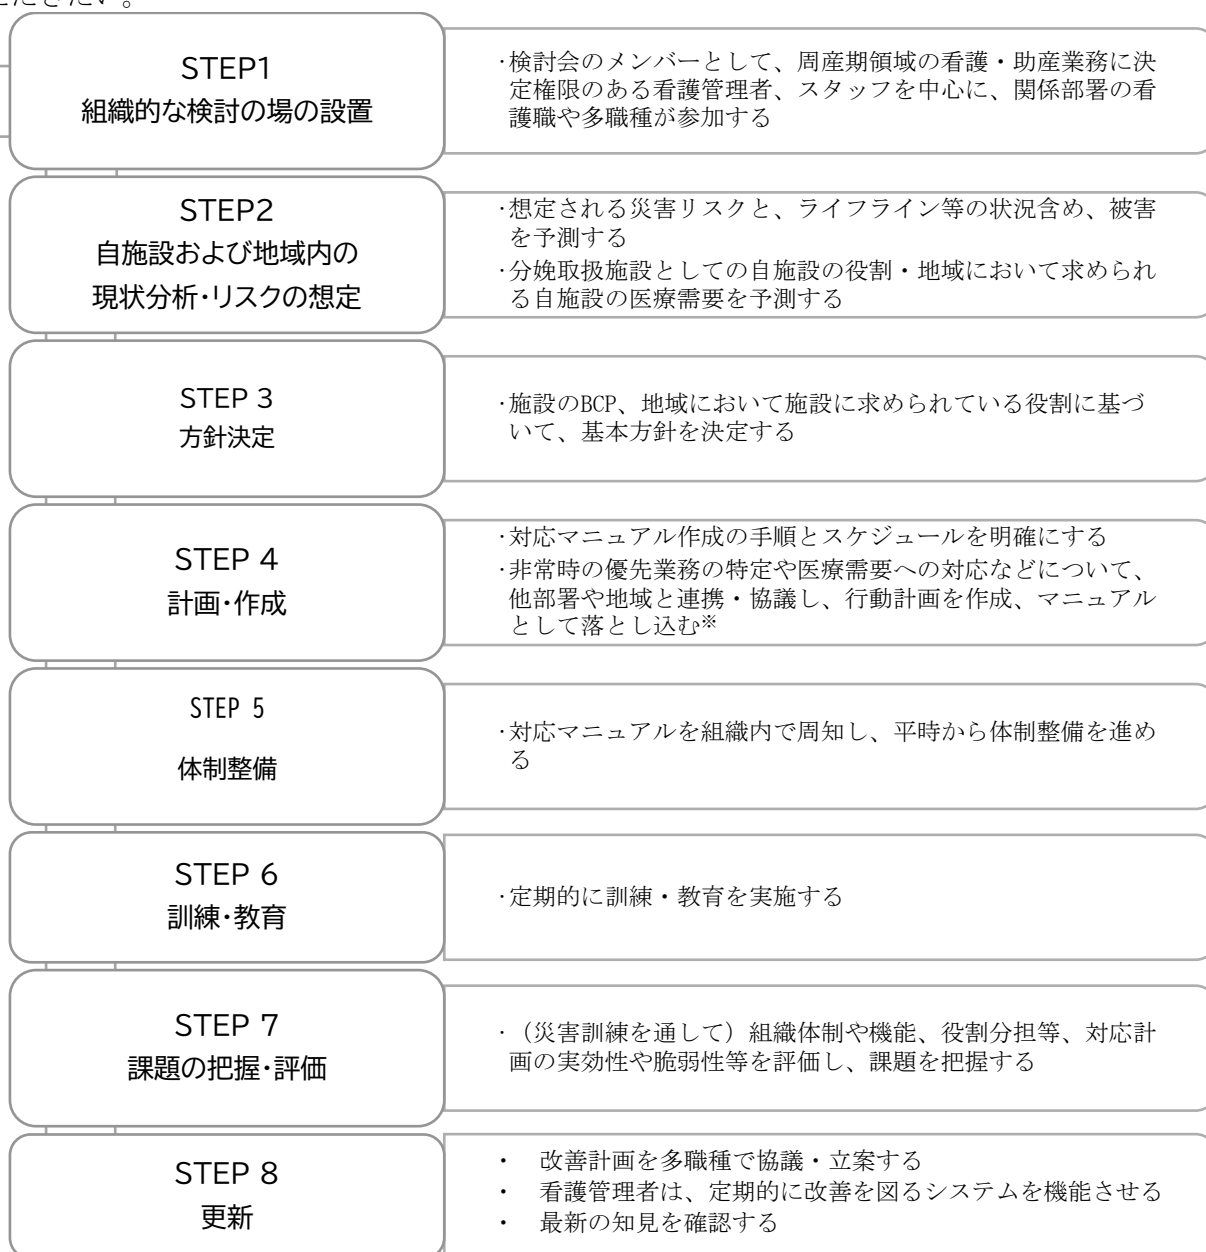 ただきたい。
STEP1
組織的な検討の場の設置
·検討会のメンバーとして、周産期領域の看護・助産業務に決
定権限のある看護管理者、スタッフを中心に、関係部署の看
護職や多職種が参加する
STEP2
自施設および地域内の
現状分析･リスクの想定
·想定される災害リスクと、ライフライン等の状況含め、被害
を予測する
·分娩取扱施設としての自施設の役割・地域において求められ
る自施設の医療需要を予測する
STEP 3
方針決定
·施設のBCP、地域において施設に求められている役割に基づ
いて、基本方針を決定する
STEP 4
計画･作成
·対応マニュアル作成の手順とスケジュールを明確にする
·非常時の優先業務の特定や医療需要への対応などについて、
他部署や地域と連携・協議し、行動計画を作成、マニュアル
として落とし込む※
STEP 5
体制整備
·対応マニュアルを組織内で周知し、平時から体制整備を進め
る
STEP 6
訓練･教育
·定期的に訓練・教育を実施する
STEP 7
課題の把握･評価
·（災害訓練を通して）組織体制や機能、役割分担等、対応計
画の実効性や脆弱性等を評価し、課題を把握する
STEP 8
更新
・ 改善計画を多職種で協議・立案する
・ 看護管理者は、定期的に改善を図るシステムを機能させる
・ 最新の知見を確認する